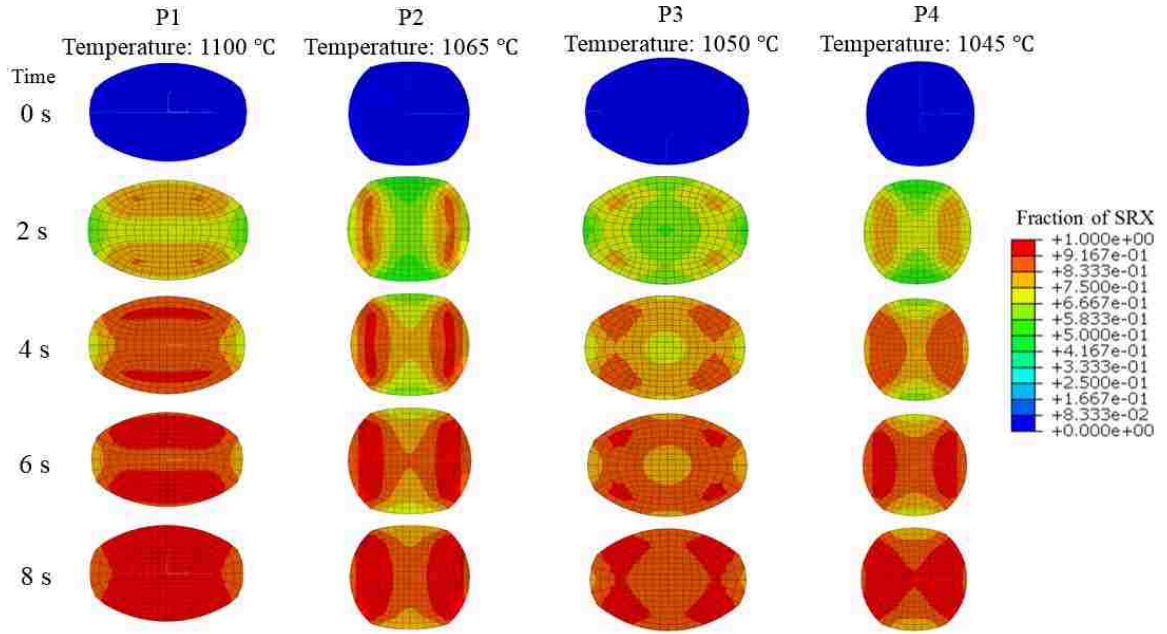 P1 P2 P3 P4
Temperature: 1100 °C Temperature: 1065 °C Temperature: 1050 °C Temperature: 1045 °C
Time
0 s
2 s
4 s
6 s
8 s
Fraction of SRX
+1.000e+00
+9.167e-01
+8.333e-01
+7.500e-01
+6.667e-01
+5.833e-01
+5.000e-01
+4.167e-01
+3.333e-01
+2.500e-01
+1.667e-01
+8.333e-02
+0.000e+00